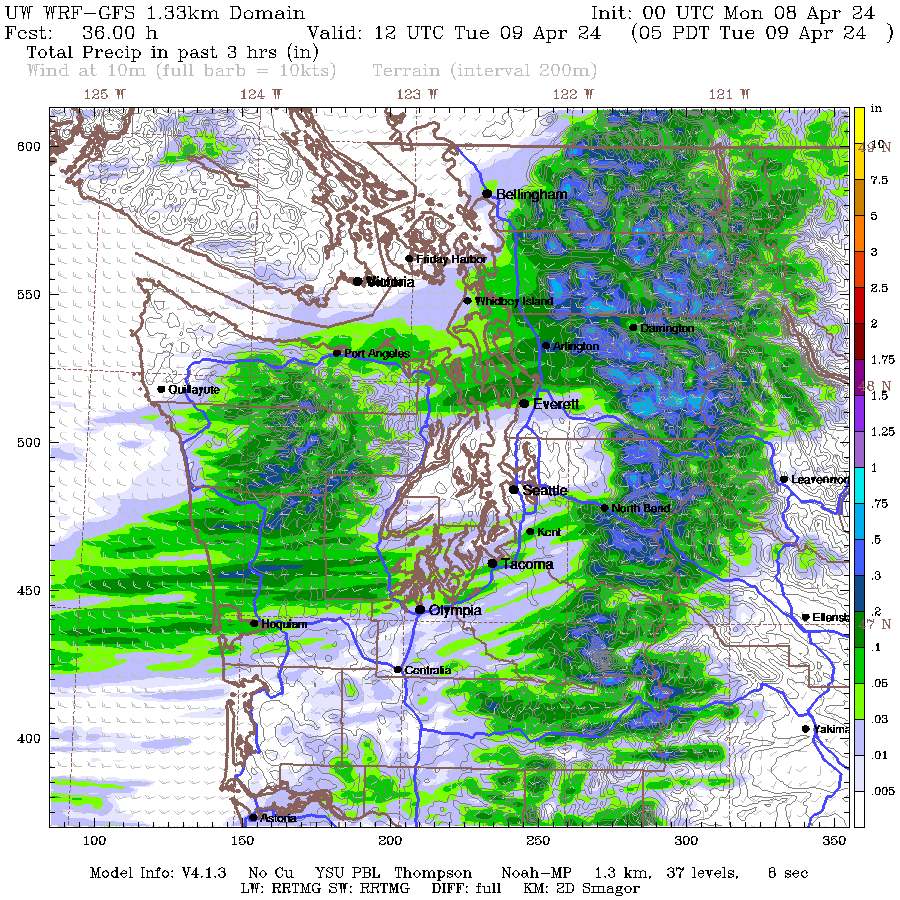 UW WRF-GFS 1.33km Domain Init: 00 UTC Mon 08 Apr 24
Fcst: 36.00 h Valid: 12 UTC Tue 09 Apr 24 (05 PDT Tue 09 Apr 24 )
Total Precip in past 3 hrs (in)
Wind at 10m (full barb = 10kts) Terrain (interval 200m)
125 W 124 W 123 W 122 W 121 W
in
600
10
Bellingham
7.5
5
Friday Harbor
3
Victoria
2.5
550
Whidbey Island
2
Darrington
Arlington
Port Angeles
1.75
48 N
Quillayute
1.5
Everett
1.25
500
1
Leavenwor
Seattle
.75
North Bend
Kent
.5
Tacoma
.3
450
Olympia
.2
Ellensb
Hoquiam
.1
Centralia
.05
.03
Yakima
400
.01
.005
Astoria
100 150 200 250 300 350
Model Info: V4.1.3 No Cu YSU PBL Thompson Noah-MP 1.3 km, 37 levels, 8 sec
LW: RRTMG SW: RRTMG DIFF: full KM: 2D Smagor